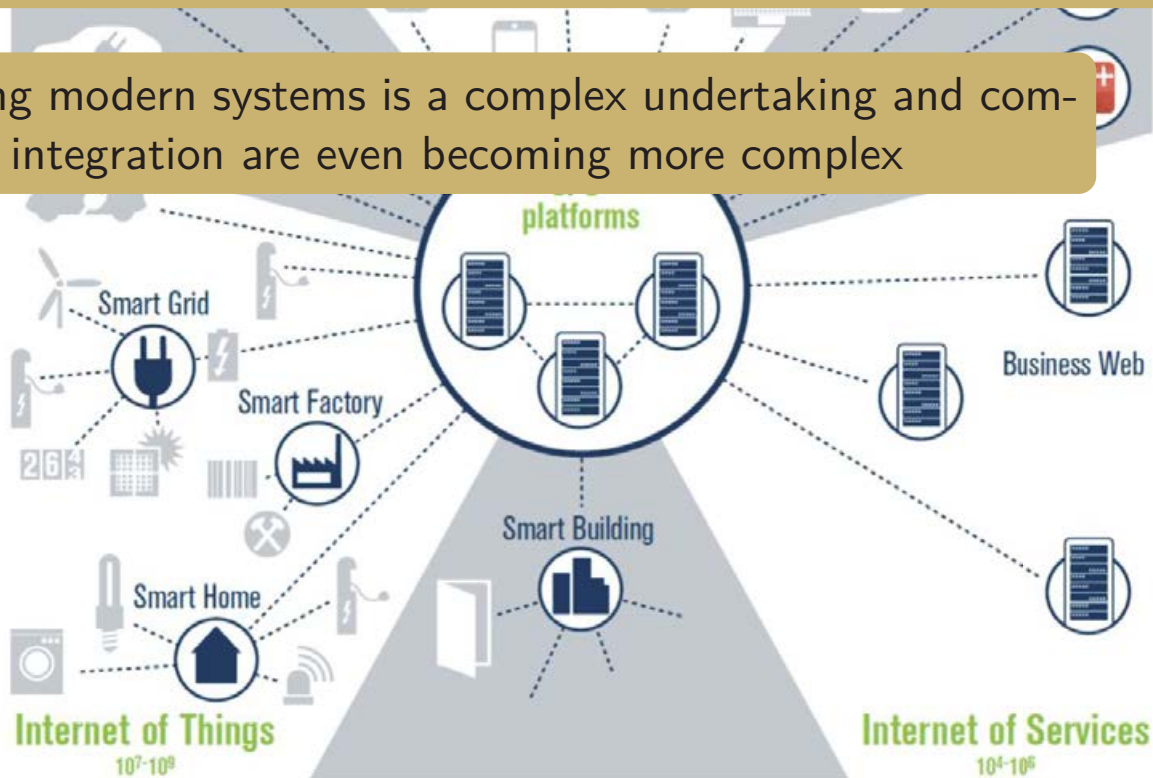 ng modern systems is a complex undertaking and com-
integration are even becoming more complex
platforms
Smart Grid
Business Web
Smart Factory
Smart Building
Smart Home
Internet of Things
10⁷-10⁹
Internet of Services
10⁴-10⁶